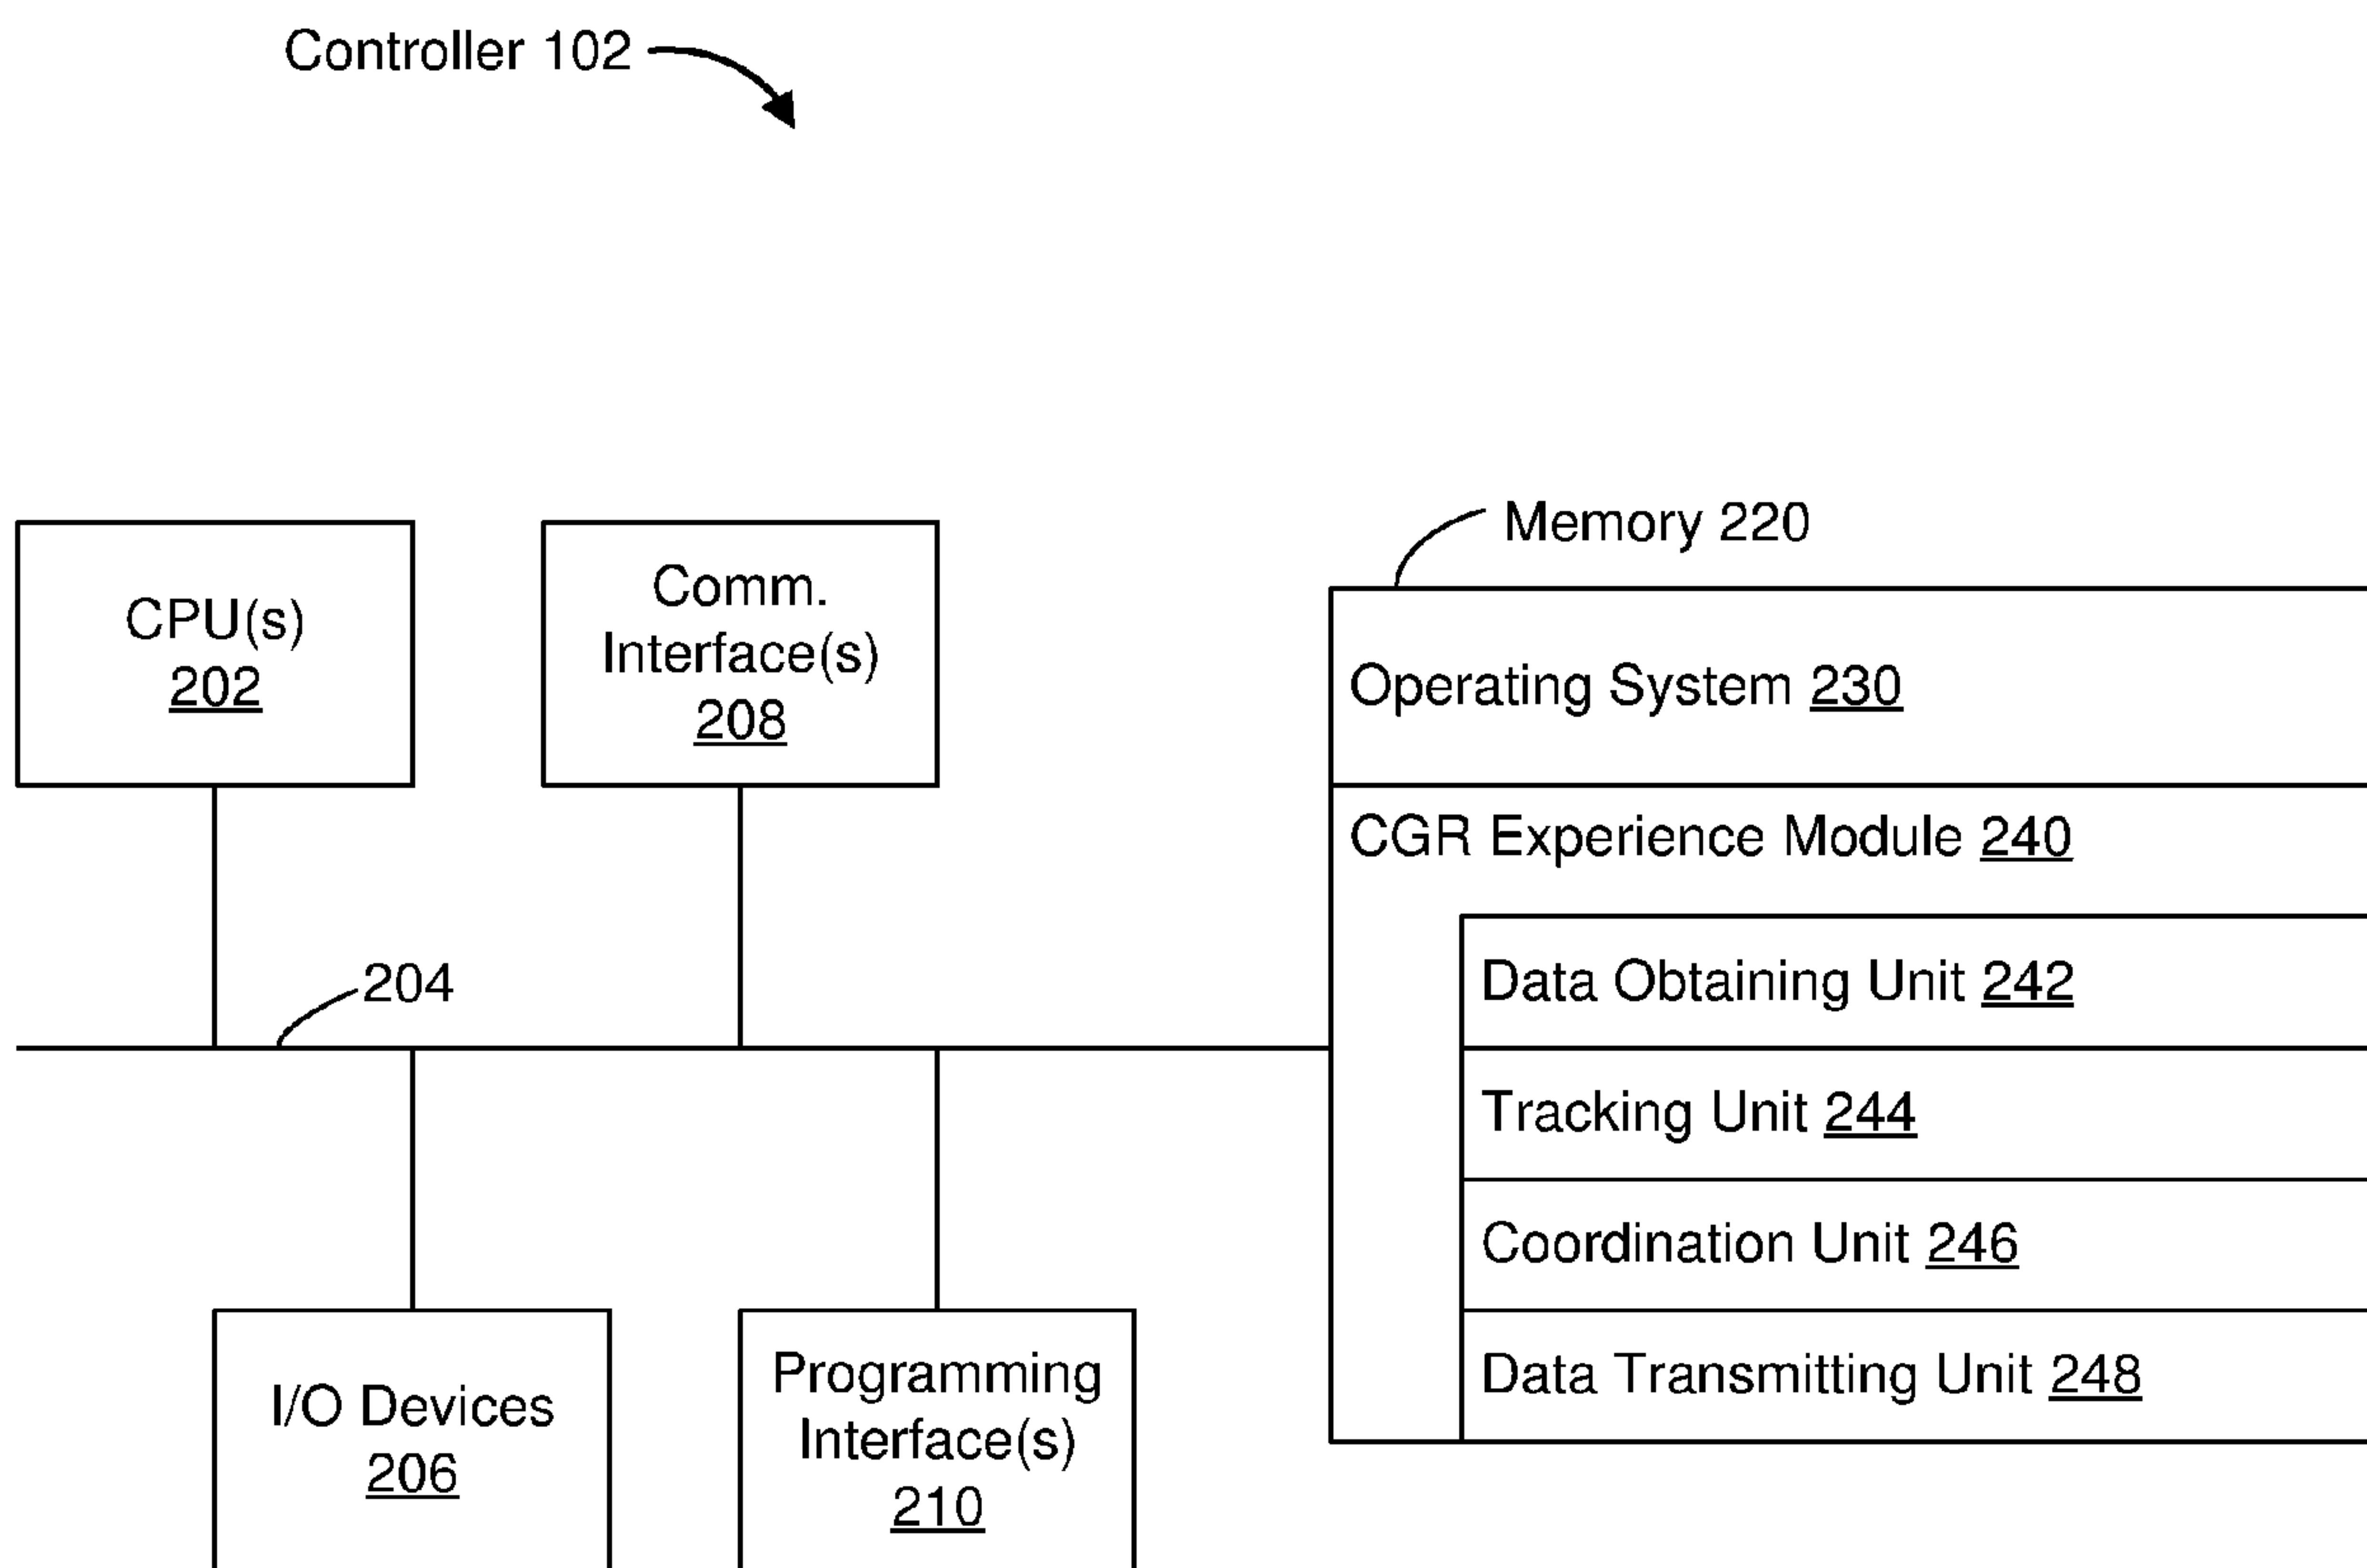 Controller 102
CPU(s)
202
Comm.
Interface(s)
208
Memory 220
Operating System 230
CGR Experience Module 240
Data Obtaining Unit 242
204
Tracking Unit 244
Coordination Unit 246
Data Transmitting Unit 248
I/O Devices
206
Programming
Interface(s)
210